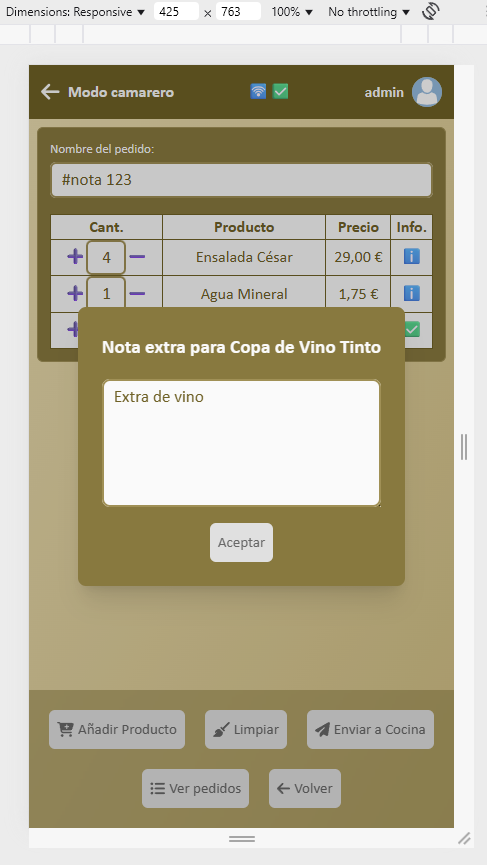 Dimensions: Responsive 425 × 763 100% No throttling
Modo camarero admin
Nombre del pedido:
#nota 123
Cant. Producto Precio Info.
4 Ensalada César 29,00 €
1 Agua Mineral 1,75 €
Nota extra para Copa de Vino Tinto
Extra de vino
Aceptar
Añadir Producto Limpiar Enviar a Cocina
Ver pedidos Volver